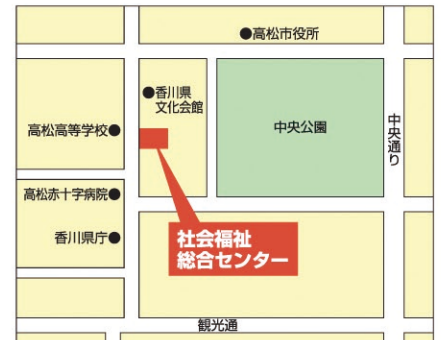 ●高松市役所
●香川県
文化会館
高松高等学校●
中央公園
中央通り
高松赤十字病院●
香川県庁●
社会福祉
総合センター
観光通